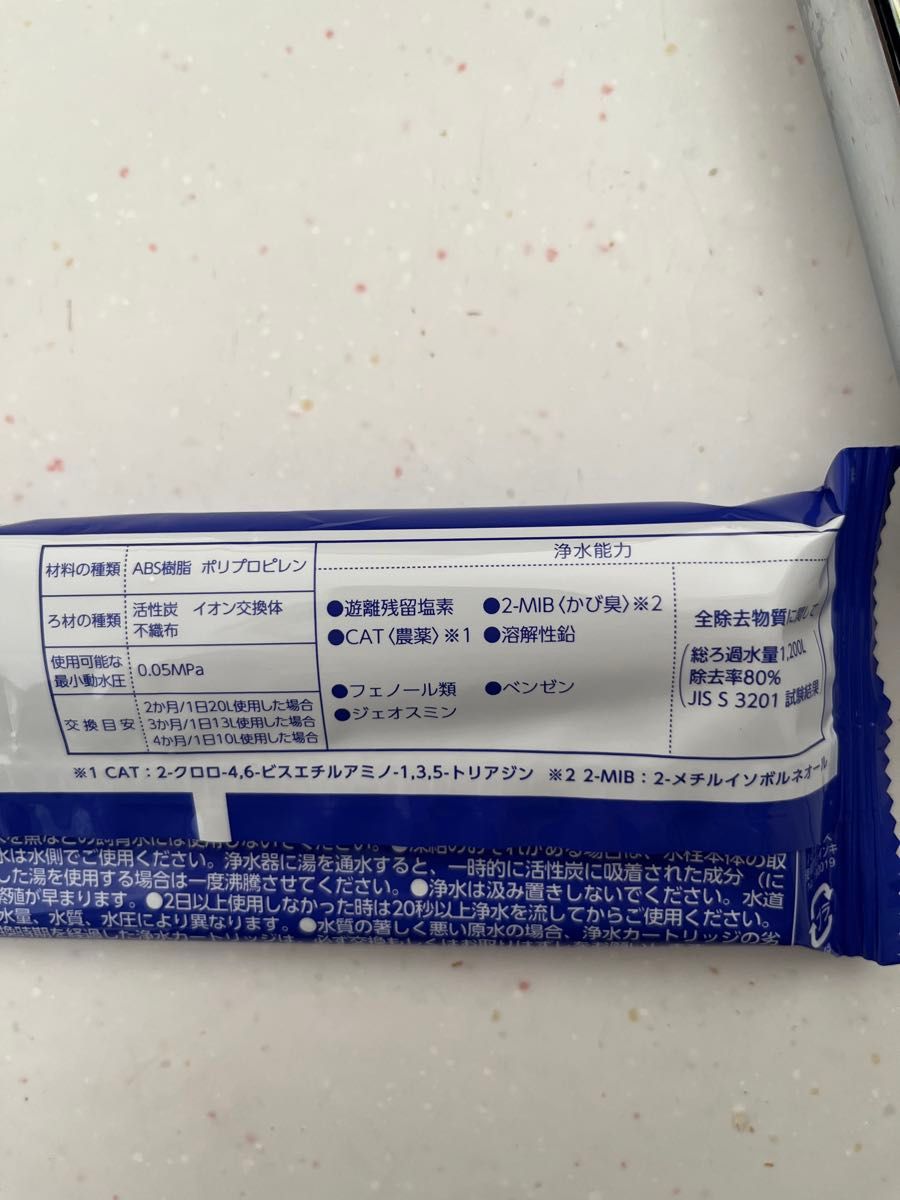 材料の種類 ABS樹脂 ポリプロピレン
ろ材の種類 活性炭 イオン交換体
不織布
使用可能な
最小動水圧 0.05MPa
交換目安 2か月/1日20L使用した場合
3か月/1日13L使用した場合
4か月/1日10L使用した場合
浄水能力
●遊離残留塩素 ●2-MIB〈かび臭〉※2
●CAT〈農薬〉※1 ●溶解性鉛
●フェノール類 ●ベンゼン
●ジェオスミン
全除去物質に関して
(総ろ過水量1,200L
除去率80%
JIS S 3201 試験結果)
※1 CAT:2-クロロ-4,6-ビスエチルアミノ-1,3,5-トリアジン ※2 2-MIB:2-メチルイソボルネオール
水は水側でご使用ください。浄水器に湯を通水すると、一時的に活性炭に吸着された成分(に
した湯を使用する場合は一度沸騰させてください。●浄水は汲み置きしないでください。水道
繁殖が早まります。●2日以上使用しなかった時は20秒以上浄水を流してからご使用ください。
水量、水質、水圧により異なります。●水質の著しく悪い原水の場合、浄水カートリッジの劣